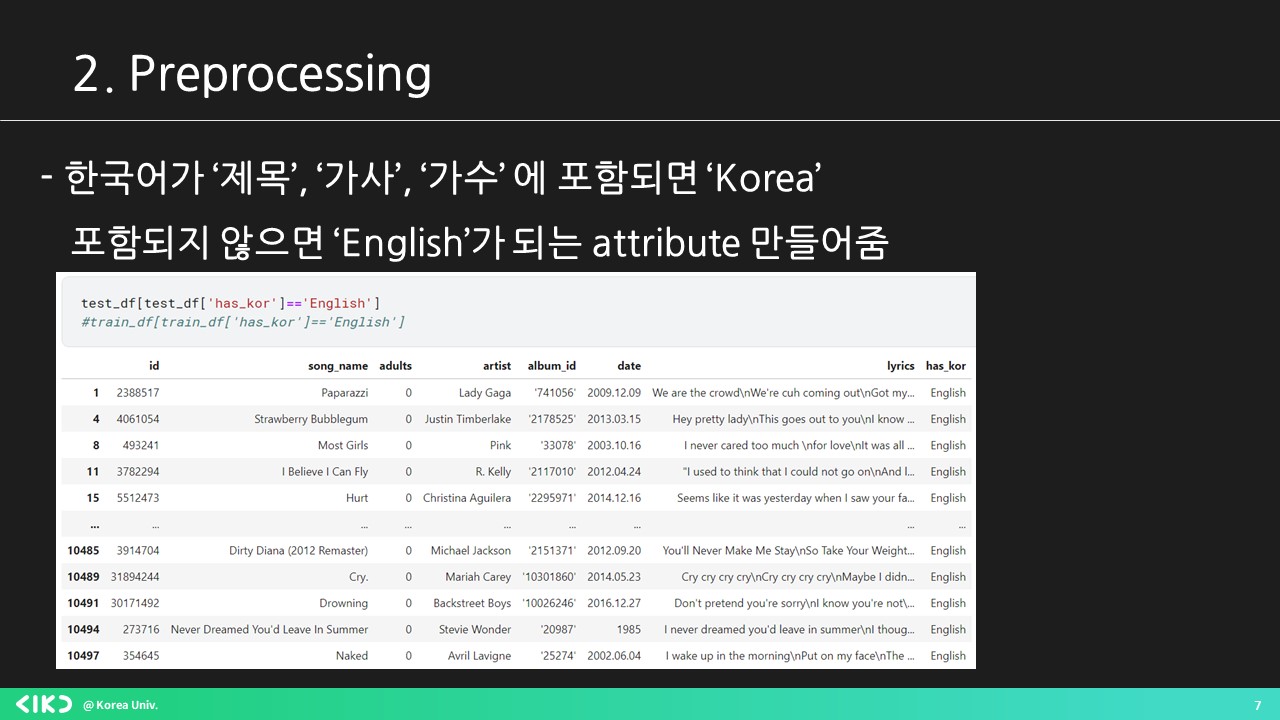 2. Preprocessing
- 한국어가 ‘제목’, ‘가사’, ‘가수’ 에 포함되면 ‘Korea’
포함되지 않으면 ‘English’가 되는 attribute 만들어줌
test_df[test_df['has_kor']=='English']
#train_df[train_df['has_kor']=='English']
id song_name adults artist album_id date lyrics has_kor
1 2388517 Paparazzi 0 Lady Gaga '741056' 2009.12.09 We are the crowd\nWe're cuh coming out\nGot my... English
4 4061054 Strawberry Bubblegum 0 Justin Timberlake '2178525' 2013.03.15 Hey pretty lady\nThis goes out to you\nI know ... English
8 493241 Most Girls 0 Pink '33078' 2003.10.16 I never cared too much \nfor love\nIt was all ... English
11 3782294 I Believe I Can Fly 0 R. Kelly '2117010' 2012.04.24 "I used to think that I could not go on\nAnd I... English
15 5512473 Hurt 0 Christina Aguilera '2295971' 2014.12.16 Seems like it was yesterday when I saw your fa... English
... ... ... ... ... ... ... ... ...
10485 3914704 Dirty Diana (2012 Remaster) 0 Michael Jackson '2151371' 2012.09.20 You'll Never Make Me Stay\nSo Take Your Weight... English
10489 31894244 Cry. 0 Mariah Carey '10301860' 2014.05.23 Cry cry cry cry\nCry cry cry cry\nMaybe I didn... English
10491 30171492 Drowning 0 Backstreet Boys '10026246' 2016.12.27 Don't pretend you're sorry\nI know you're not\... English
10494 273716 Never Dreamed You'd Leave In Summer 0 Stevie Wonder '20987' 1985 I never dreamed you'd leave in summer\nI thoug... English
10497 354645 Naked 0 Avril Lavigne '25274' 2002.06.04 I wake up in the morning\nPut on my face\nThe ... English
@ Korea Univ.
7